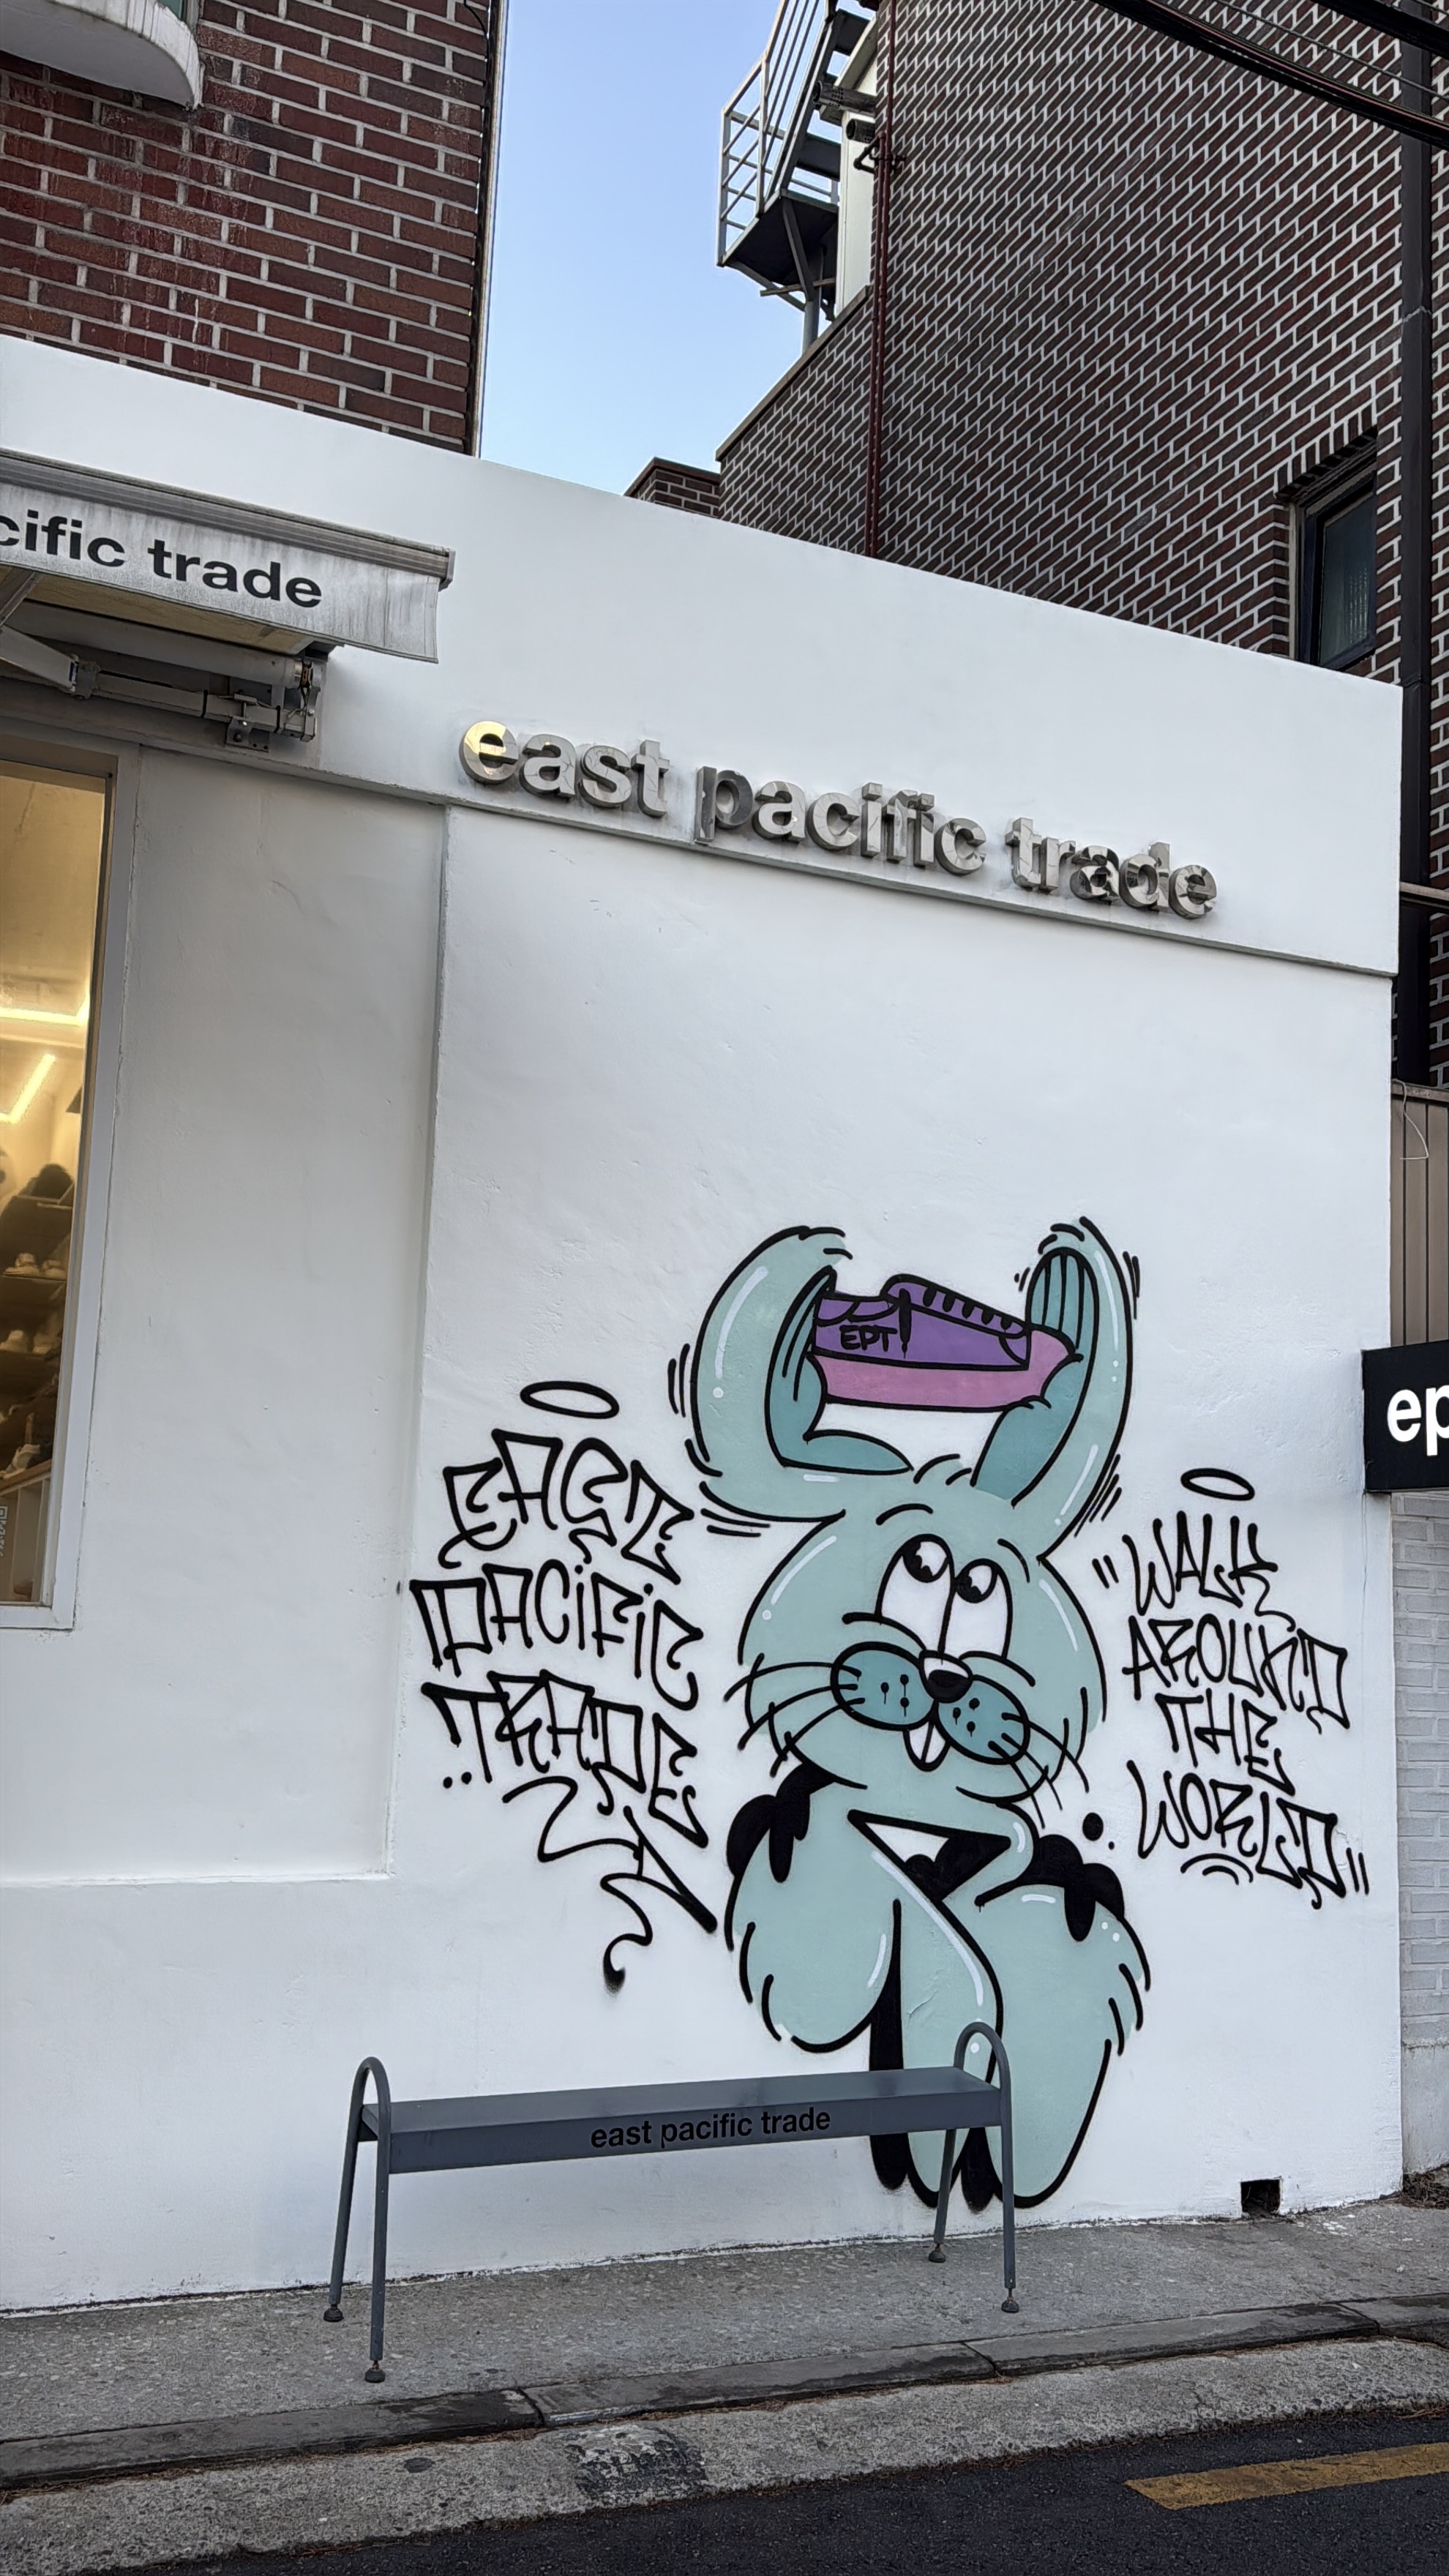 cific trade
east pacific trade
EPT
EAST
PACIFIC
TRADE
"WALK
AROUND
THE
WORLD"
ep
east pacific trade